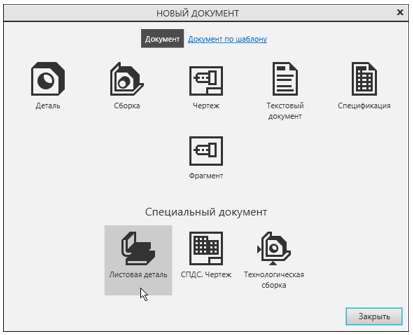 НОВЫЙ ДОКУМЕНТ
Документ Документ по шаблону
Деталь Сборка Чертеж Текстовый документ Спецификация
Фрагмент
Специальный документ
Листовая деталь СПДС. Чертеж Технологическая сборка
Закрыть